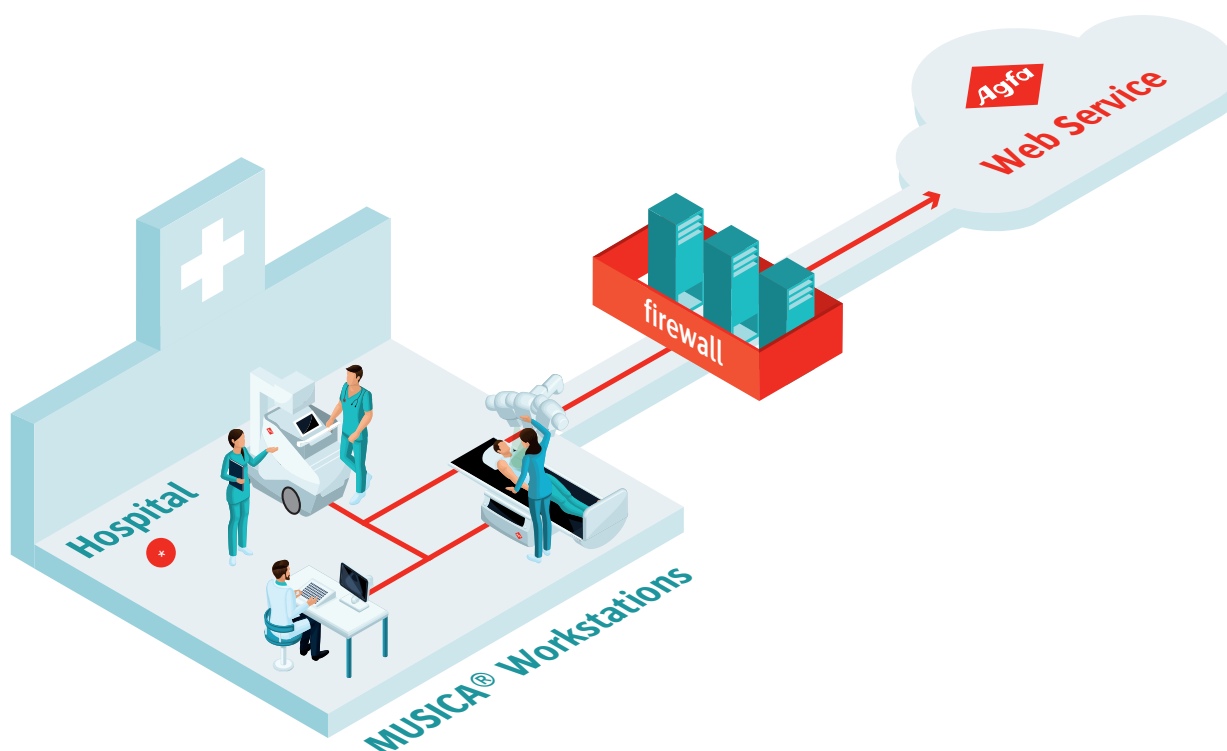 Agfa
Web Service
firewall
Hospital
*
MUSICA® Workstations